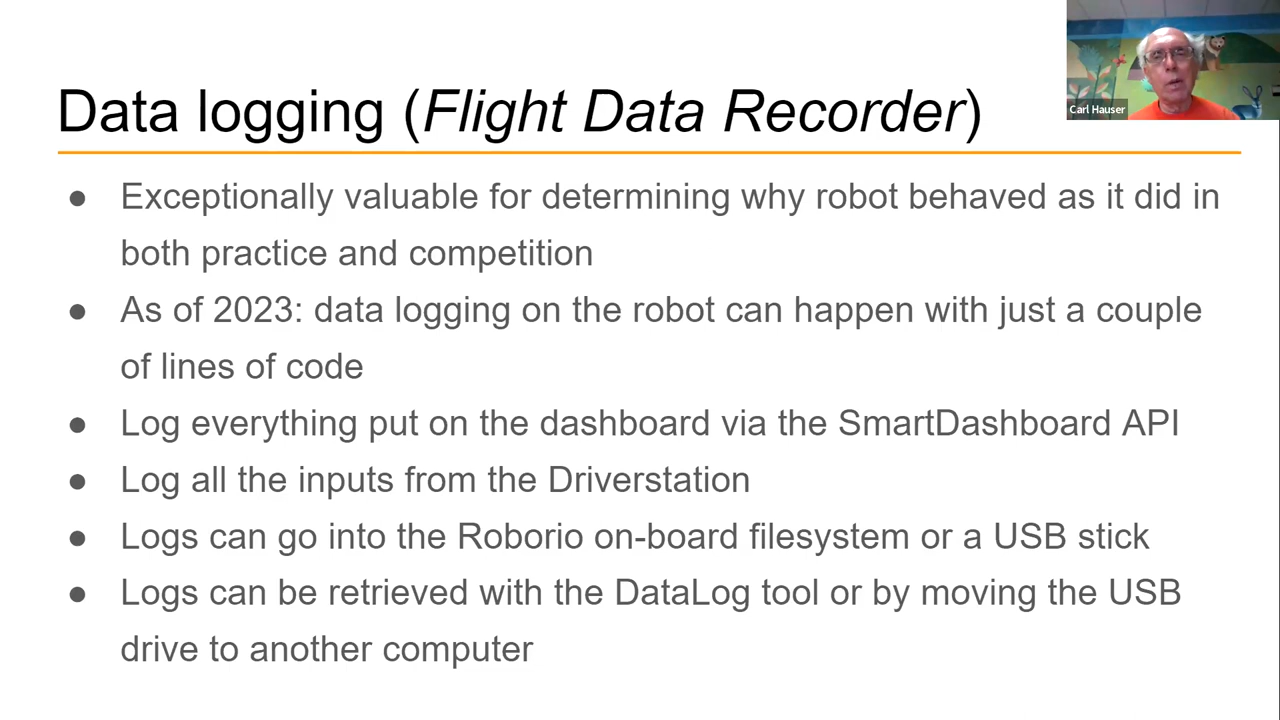 Data logging (Flight Data Recorder)
Carl Hauser
● Exceptionally valuable for determining why robot behaved as it did in
both practice and competition
● As of 2023: data logging on the robot can happen with just a couple
of lines of code
● Log everything put on the dashboard via the SmartDashboard API
● Log all the inputs from the Driverstation
● Logs can go into the Roborio on-board filesystem or a USB stick
● Logs can be retrieved with the DataLog tool or by moving the USB
drive to another computer